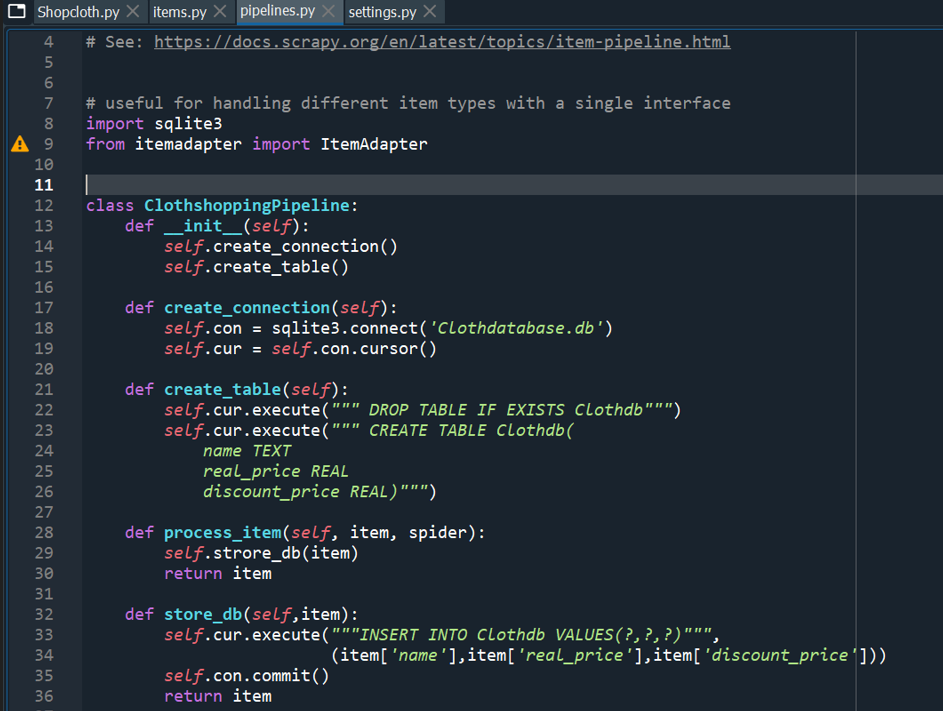 Shopcloth.py items.py pipelines.py settings.py
4 # See: https://docs.scrapy.org/en/latest/topics/item-pipeline.html
5
6
7 # useful for handling different item types with a single interface
8 import sqlite3
9 from itemadapter import ItemAdapter
10
11
12 class ClothshoppingPipeline:
13 def __init__(self):
14 self.create_connection()
15 self.create_table()
16
17 def create_connection(self):
18 self.con = sqlite3.connect('Clothdatabase.db')
19 self.cur = self.con.cursor()
20
21 def create_table(self):
22 self.cur.execute(""" DROP TABLE IF EXISTS Clothdb""")
23 self.cur.execute(""" CREATE TABLE Clothdb(
24 name TEXT
25 real_price REAL
26 discount_price REAL)""")
27
28 def process_item(self, item, spider):
29 self.strore_db(item)
30 return item
31
32 def store_db(self,item):
33 self.cur.execute("""INSERT INTO Clothdb VALUES(?,?,?)""",
34 (item['name'],item['real_price'],item['discount_price']))
35 self.con.commit()
36 return item